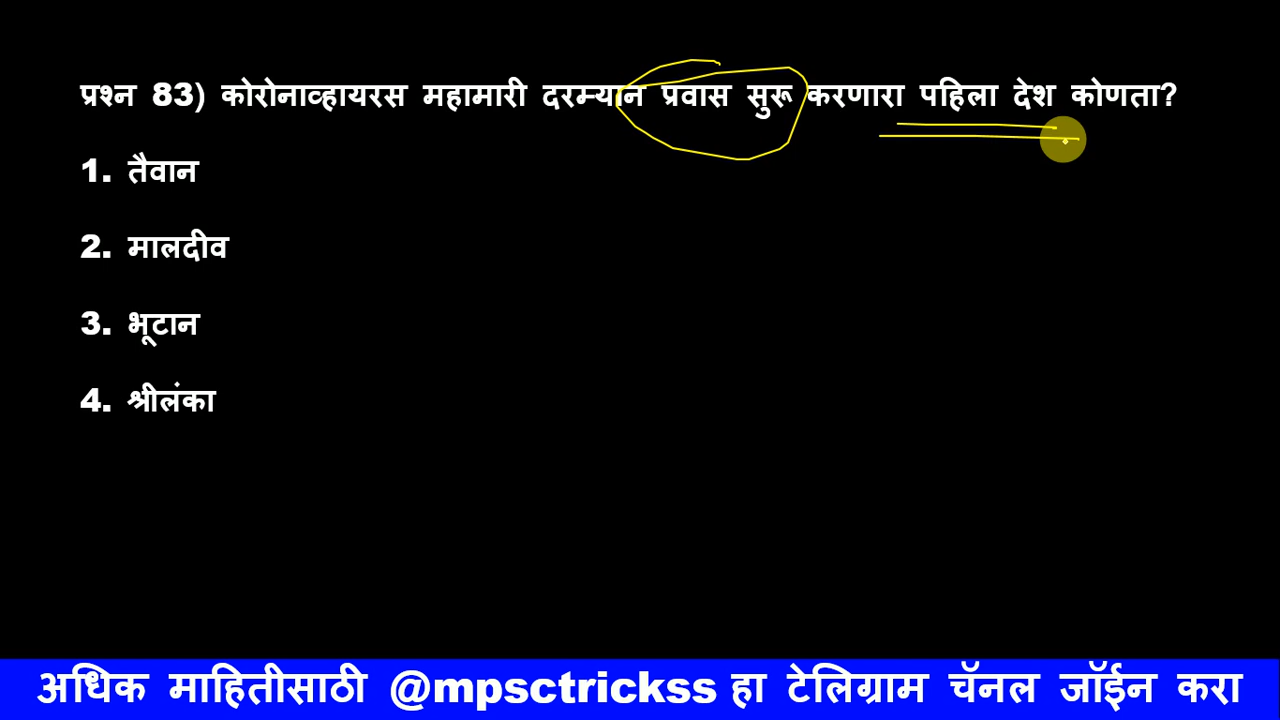 प्रश्न 83) कोरोनाव्हायरस महामारी दरम्यान प्रवास सुरू करणारा पहिला देश कोणता?
1. तैवान
2. मालदीव
3. भूटान
4. श्रीलंका
अधिक माहितीसाठी @mpsctrickss हा टेलिग्राम चॅनल जॉईन करा